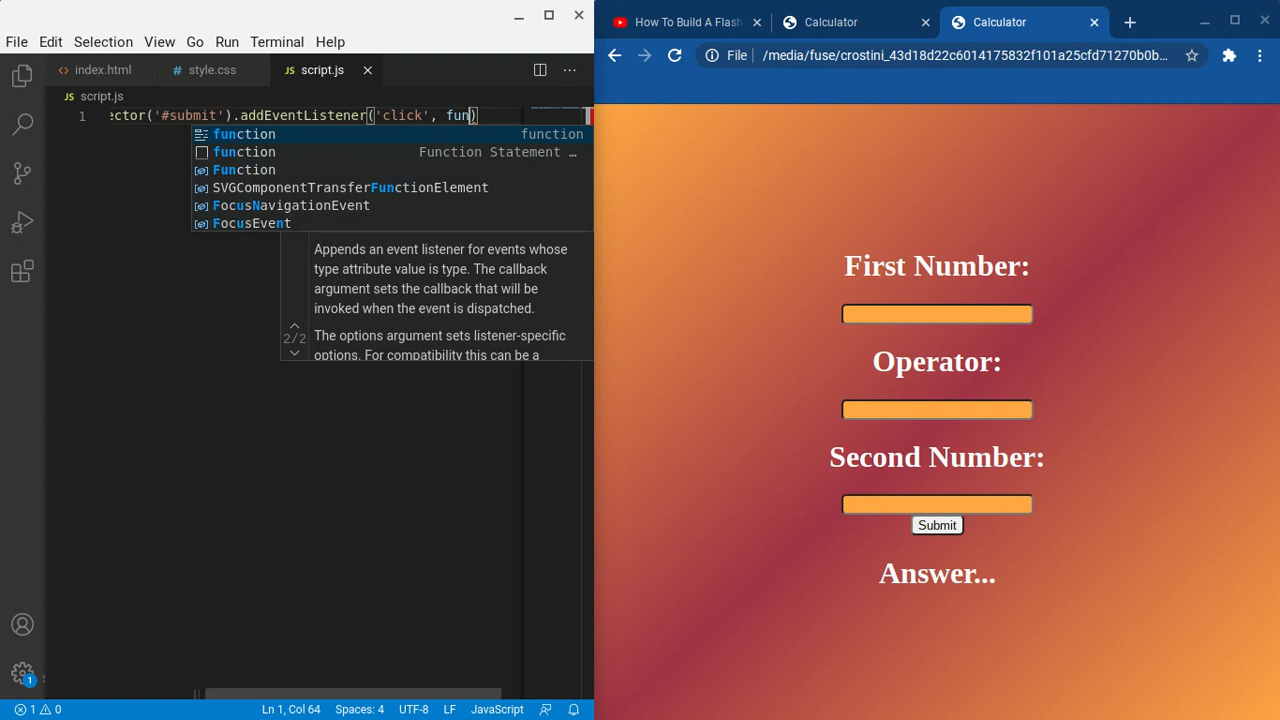 File Edit Selection View Go Run Terminal Help
index.html
style.css
script.js
script.js
1 ector('#submit').addEventListener('click', fun)
function function
function Function Statement …
Function
SVGComponentTransferFunctionElement
FocusNavigationEvent
FocusEvent
Appends an event listener for events whose
type attribute value is type. The callback
argument sets the callback that will be
invoked when the event is dispatched.
2/2
The options argument sets listener-specific
options. For compatibility this can be a
1
1 0 Ln 1, Col 64 Spaces: 4 UTF-8 LF JavaScript
How To Build A Flash
Calculator
Calculator
File /media/fuse/crostini_43d18d22c6014175832f101a25cfd71270b0b...
First Number:
Operator:
Second Number:
Submit
Answer...